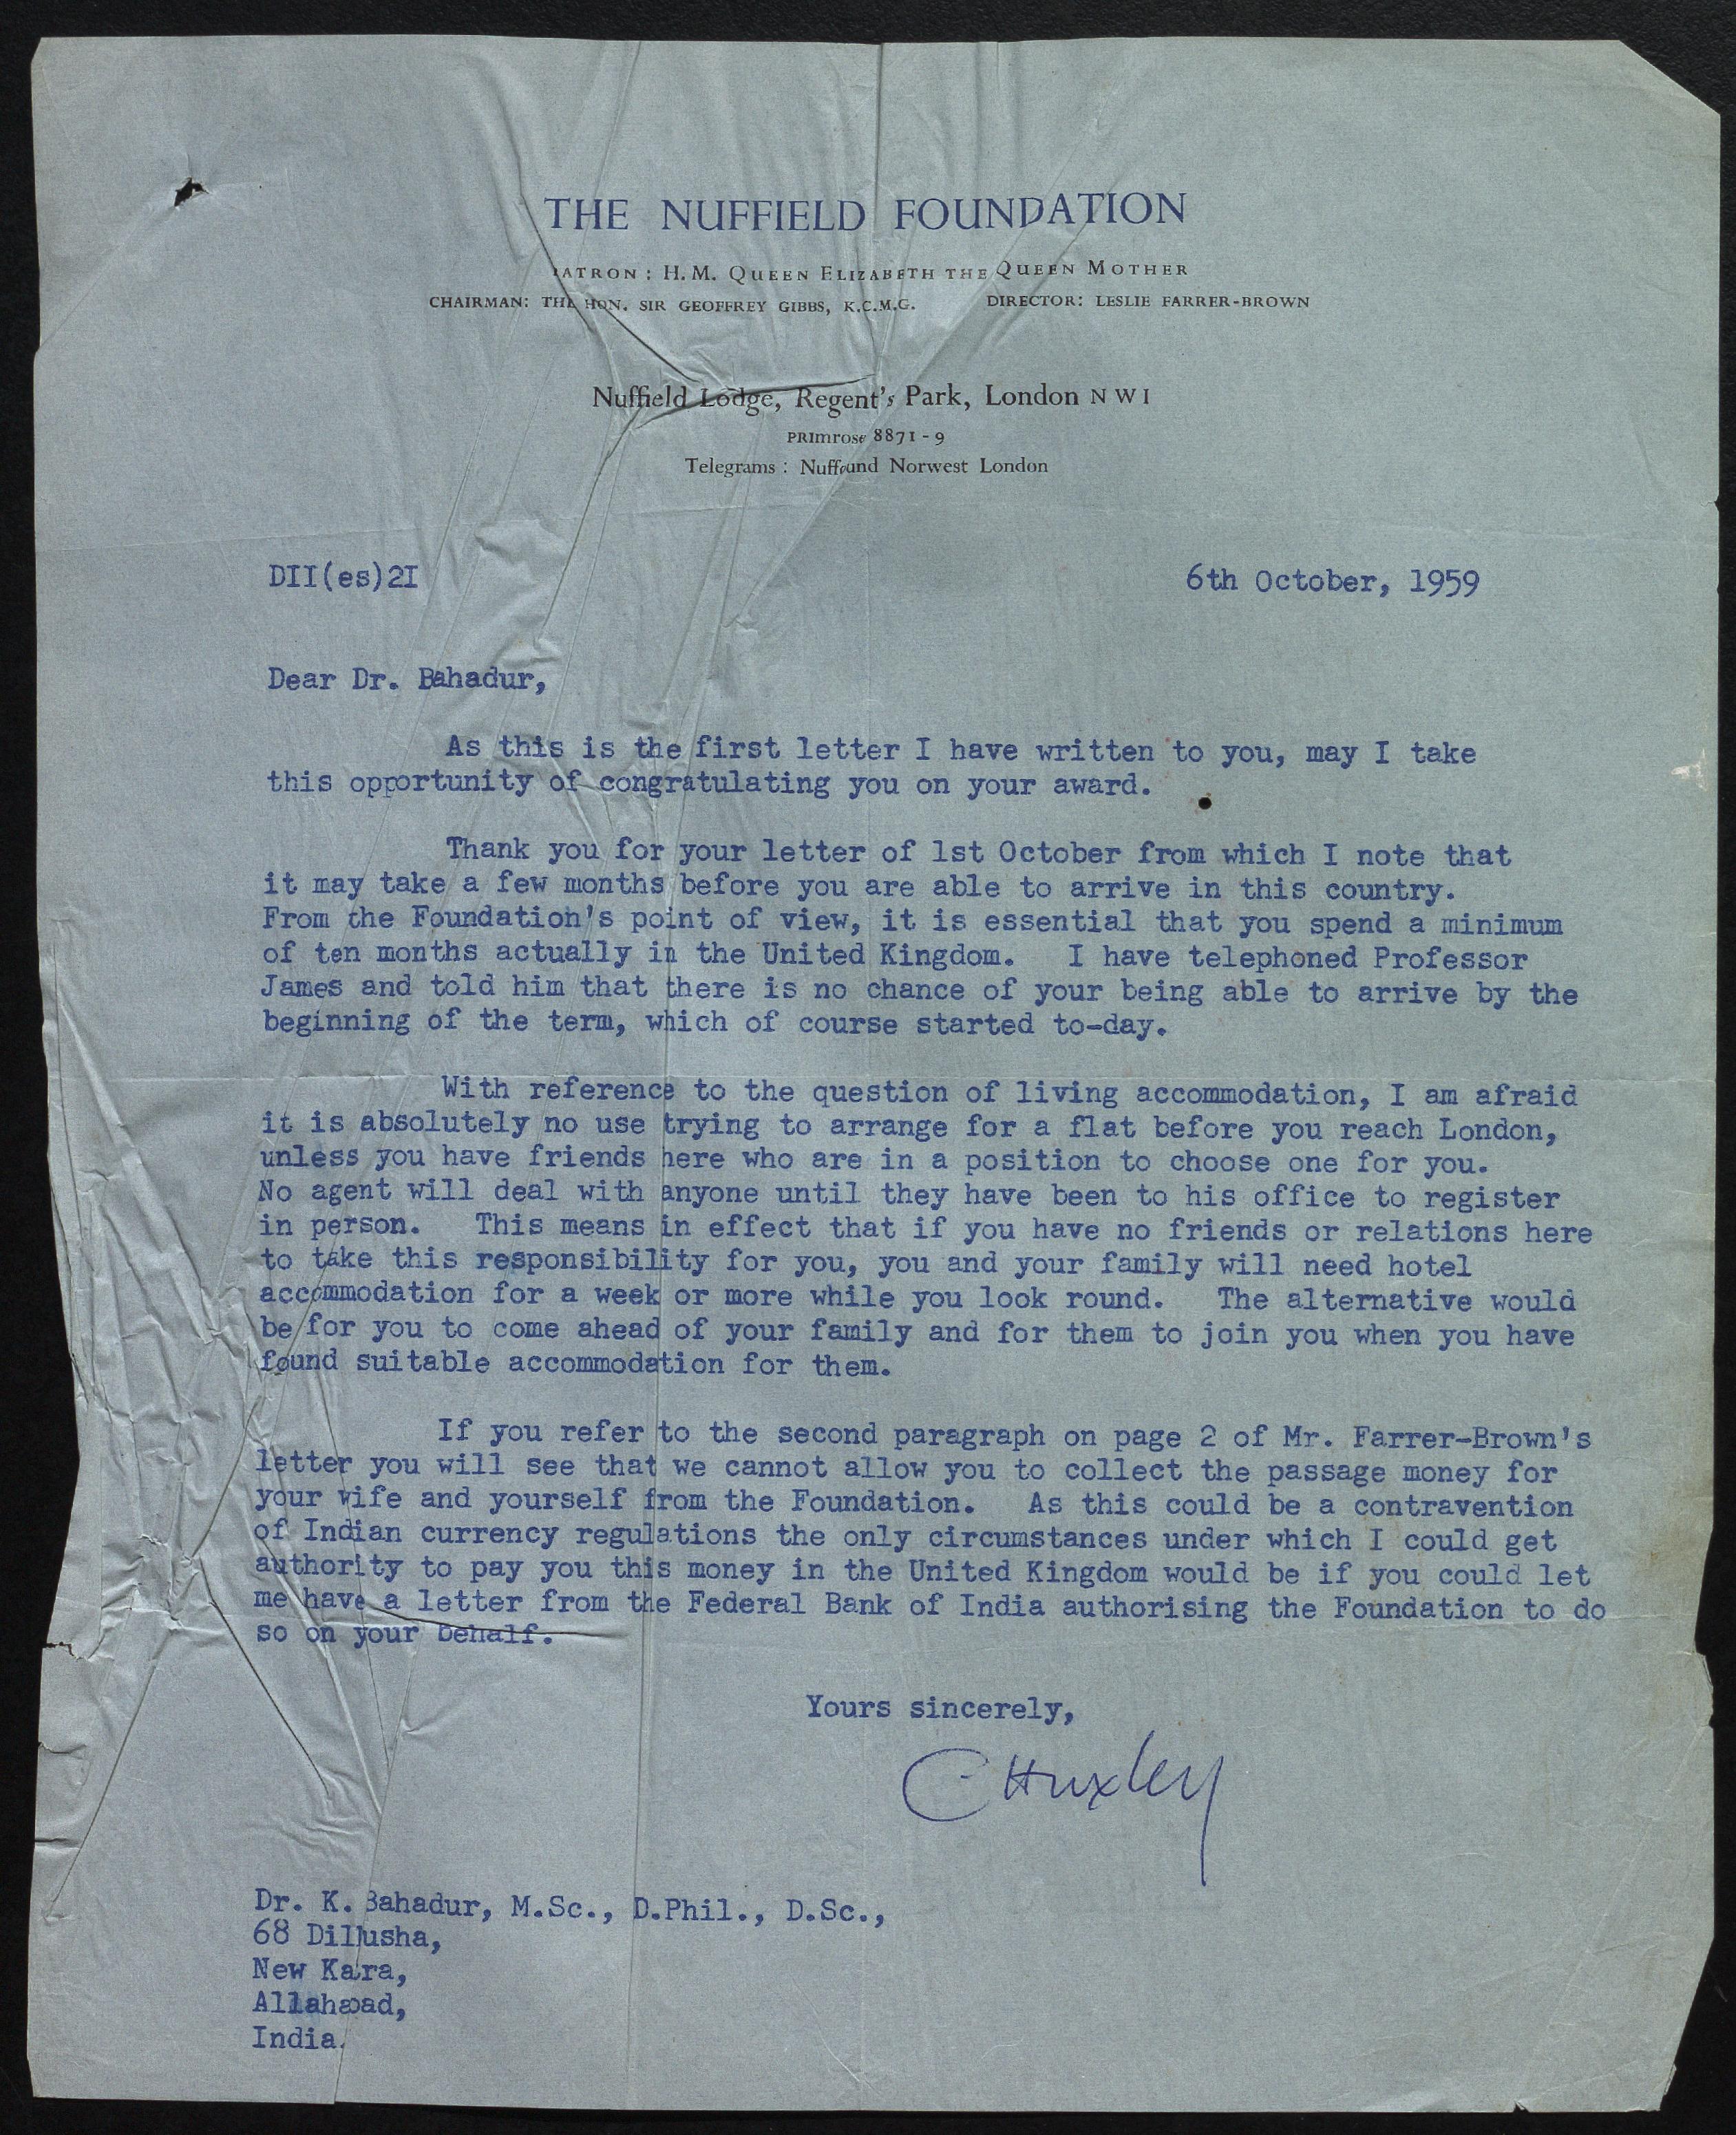 THE NUFFIELD FOUNDATION
PATRON: H.M. QUEEN ELIZABETH THE QUEEN MOTHER
CHAIRMAN: THE HON. SIR GEOFFREY GIBBS, K.C.M.G. DIRECTOR: LESLIE FARRER-BROWN
Nuffield Lodge, Regent's Park, London N W 1
PRImrose 8871-9
Telegrams: Nuffound Norwest London
DII(es)2I 6th October, 1959
Dear Dr. Bahadur,
As this is the first letter I have written to you, may I take
this opportunity of congratulating you on your award.
Thank you for your letter of 1st October from which I note that
it may take a few months before you are able to arrive in this country.
From the Foundation's point of view, it is essential that you spend a minimum
of ten months actually in the United Kingdom. I have telephoned Professor
James and told him that there is no chance of your being able to arrive by the
beginning of the term, which of course started to-day.
With reference to the question of living accommodation, I am afraid
it is absolutely no use trying to arrange for a flat before you reach London,
unless you have friends here who are in a position to choose one for you.
No agent will deal with anyone until they have been to his office to register
in person. This means in effect that if you have no friends or relations here
to take this responsibility for you, you and your family will need hotel
accommodation for a week or more while you look round. The alternative would
be for you to come ahead of your family and for them to join you when you have
found suitable accommodation for them.
If you refer to the second paragraph on page 2 of Mr. Farrer-Brown's
letter you will see that we cannot allow you to collect the passage money for
your wife and yourself from the Foundation. As this could be a contravention
of Indian currency regulations the only circumstances under which I could get
authority to pay you this money in the United Kingdom would be if you could let
me have a letter from the Federal Bank of India authorising the Foundation to do
so on your behalf.
Yours sincerely,
C Huxley
Dr. K. Bahadur, M.Sc., D.Phil., D.Sc.,
68 Dilkusha,
New Katra,
Allahabad,
India.